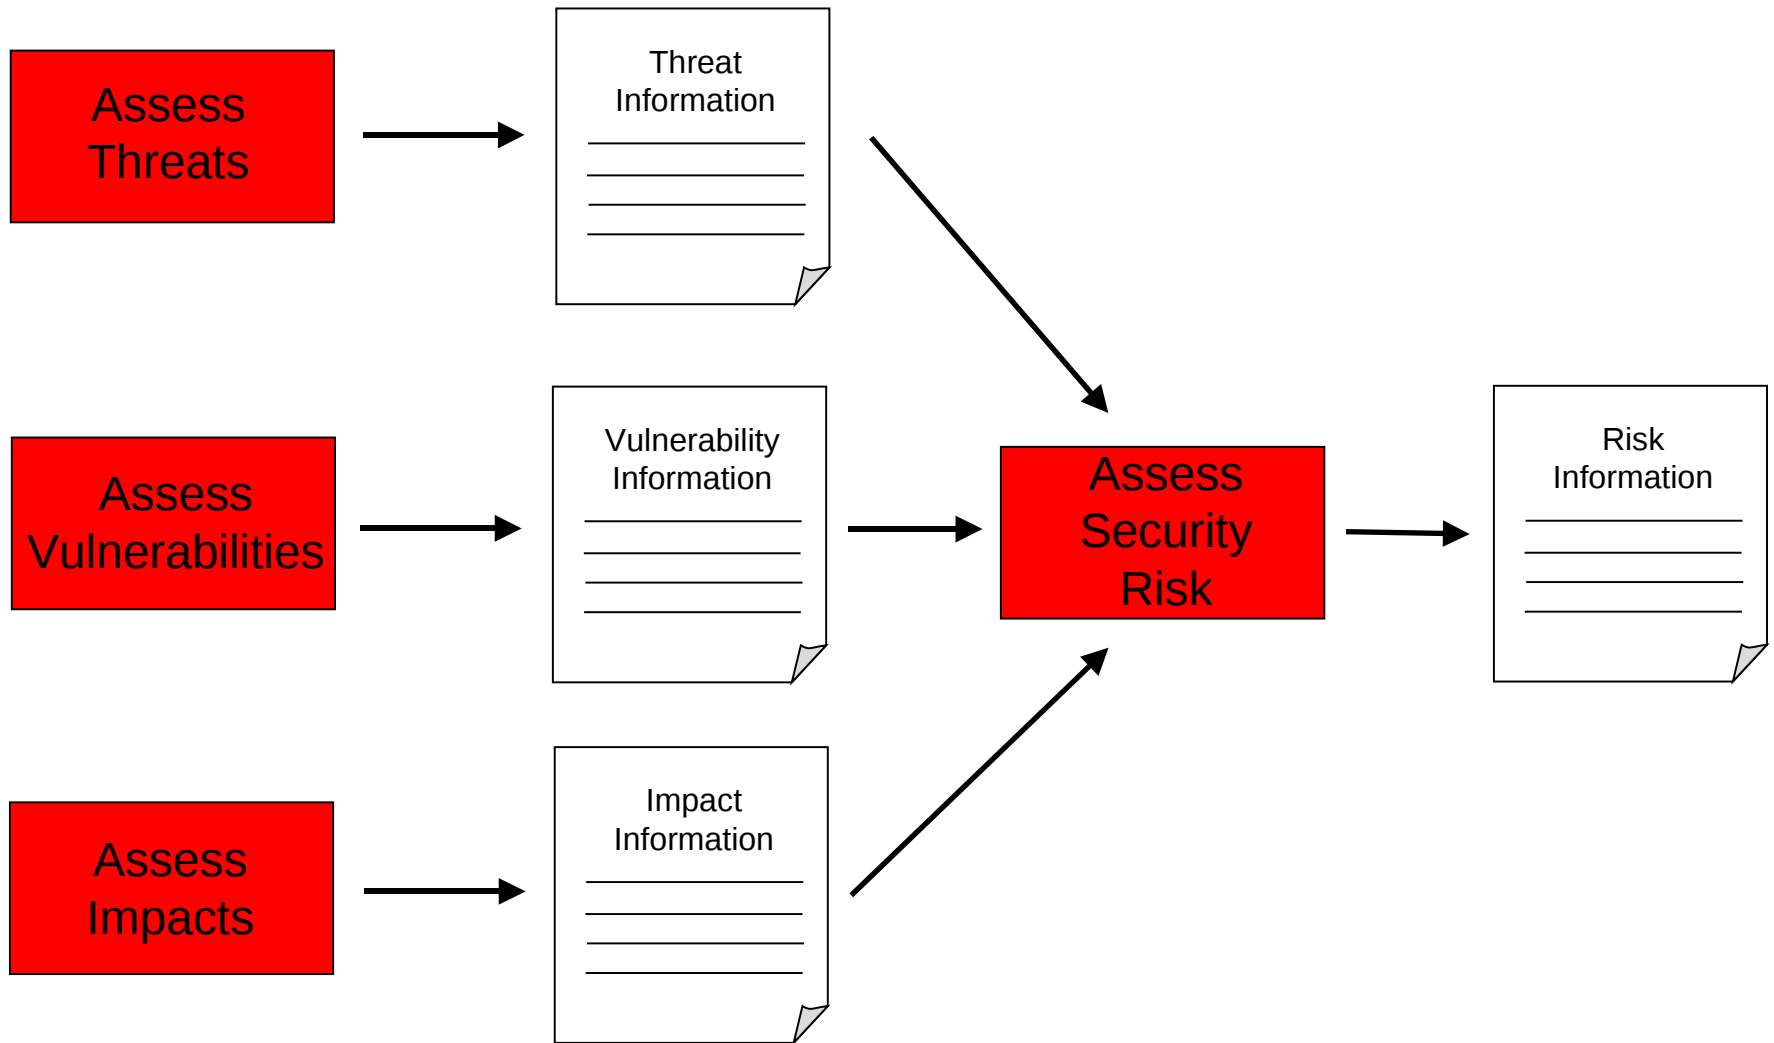 Assess
Threats
Threat
Information
Assess
Vulnerabilities
Vulnerability
Information
Assess
Security
Risk
Risk
Information
Assess
Impacts
Impact
Information